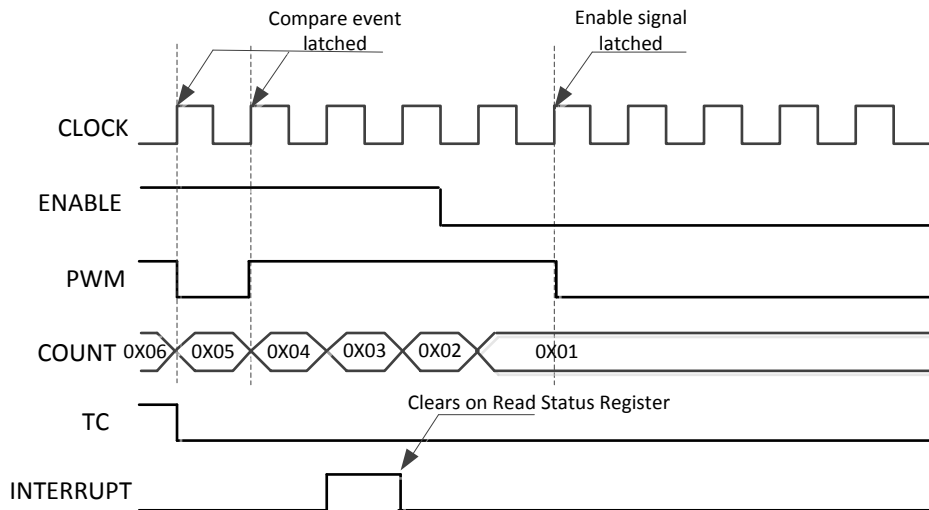 Compare event
latched
Enable signal
latched
CLOCK
ENABLE
PWM
COUNT 0X06 0X05 0X04 0X03 0X02 0X01
TC
Clears on Read Status Register
INTERRUPT